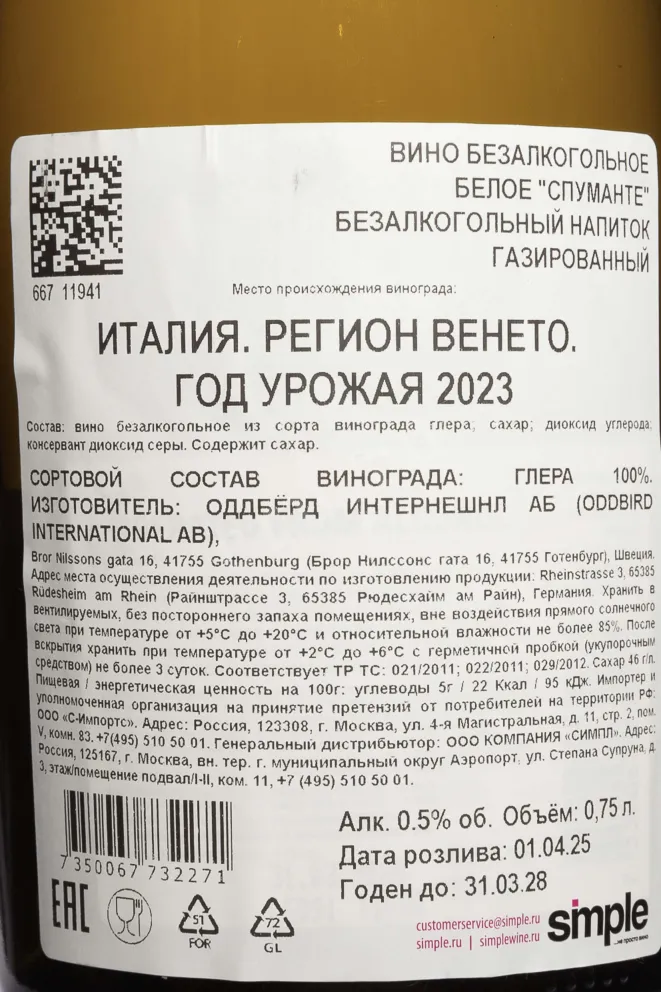 ВИНО БЕЗАЛКОГОЛЬНОЕ
БЕЛОЕ "СПУМАНТЕ"
БЕЗАЛКОГОЛЬНЫЙ НАПИТОК
ГАЗИРОВАННЫЙ
667 11941
Место происхождения винограда:
ИТАЛИЯ. РЕГИОН ВЕНЕТО.
ГОД УРОЖАЯ 2023
Состав: вино безалкогольное из сорта винограда глера; сахар; диоксид углерода;
консервант диоксид серы. Содержит сахар.
СОРТОВОЙ СОСТАВ ВИНОГРАДА: ГЛЕРА 100%.
ИЗГОТОВИТЕЛЬ: ОДДБЁРД ИНТЕРНЕШНЛ АБ (ODDBIRD
INTERNATIONAL AB),
Bror Nilssons gata 16, 41755 Gothenburg (Брор Нилссонс гата 16, 41755 Готенбург), Швеция.
Адрес места осуществления деятельности по изготовлению продукции: Rheinstrasse 3, 65385
Rüdesheim am Rhein (Райнштрассе 3, 65385 Рюдесхайм ам Райн), Германия. Хранить в
вентилируемых, без постороннего запаха помещениях, вне воздействия прямого солнечного
света при температуре от +5°C до +20°C и относительной влажности не более 85%. После
вскрытия хранить при температуре от +2°C до +6°C с герметичной пробкой (укупорочным
средством) не более 3 суток. Соответствует ТР ТС: 021/2011; 022/2011; 029/2012. Сахар 46 г/л.
Пищевая / энергетическая ценность на 100г: углеводы 5г / 22 Ккал / 95 кДж. Импортер и
уполномоченная организация на принятие претензий от потребителей на территории РФ:
ООО «С-Импортс». Адрес: Россия, 123308, г. Москва, ул. 4-я Магистральная, д. 11, стр. 2, пом.
V, комн. 83. +7(495) 510 50 01. Генеральный дистрибьютор: ООО КОМПАНИЯ «СИМПЛ». Адрес:
Россия, 125167, г. Москва, вн. тер. г. муниципальный округ Аэропорт, ул. Степана Супруна, д.
3, этаж/помещение подвал/I-II, ком. 11, +7 (495) 510 50 01.
Алк. 0.5% об. Объём: 0,75 л.
Дата розлива: 01.04.25
Годен до: 31.03.28
7 350067 732271
EAC
51
FOR
72
GL
customerservice@simple.ru
simple.ru | simplewine.ru
simple
...не просто вино